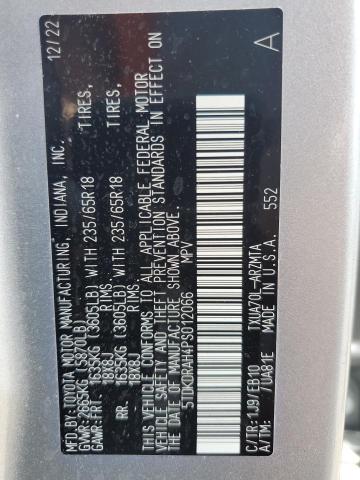 MFD.BY:TOYOTA MOTOR MANUFACTURING, INDIANA, INC. 12/22
GVWR:2665KG (5870LB)
GAWR:FRT 1635KG (3605LB) WITH 235/65R18 TIRES,
18X8J RIMS,
RR. 1635KG (3605LB) WITH 235/65R18 TIRES,
18X8J RIMS,
THIS VEHICLE CONFORMS TO ALL APPLICABLE FEDERAL MOTOR
VEHICLE SAFETY AND THEFT PREVENTION STANDARDS IN EFFECT ON
THE DATE OF MANUFACTURE SHOWN ABOVE.
5TDKDRAH4PS012066 MPV
552
A
C/TR:1J9/EB10 TXUA70L-ARZMTA
A/TM: /UA81E MADE IN U.S.A.